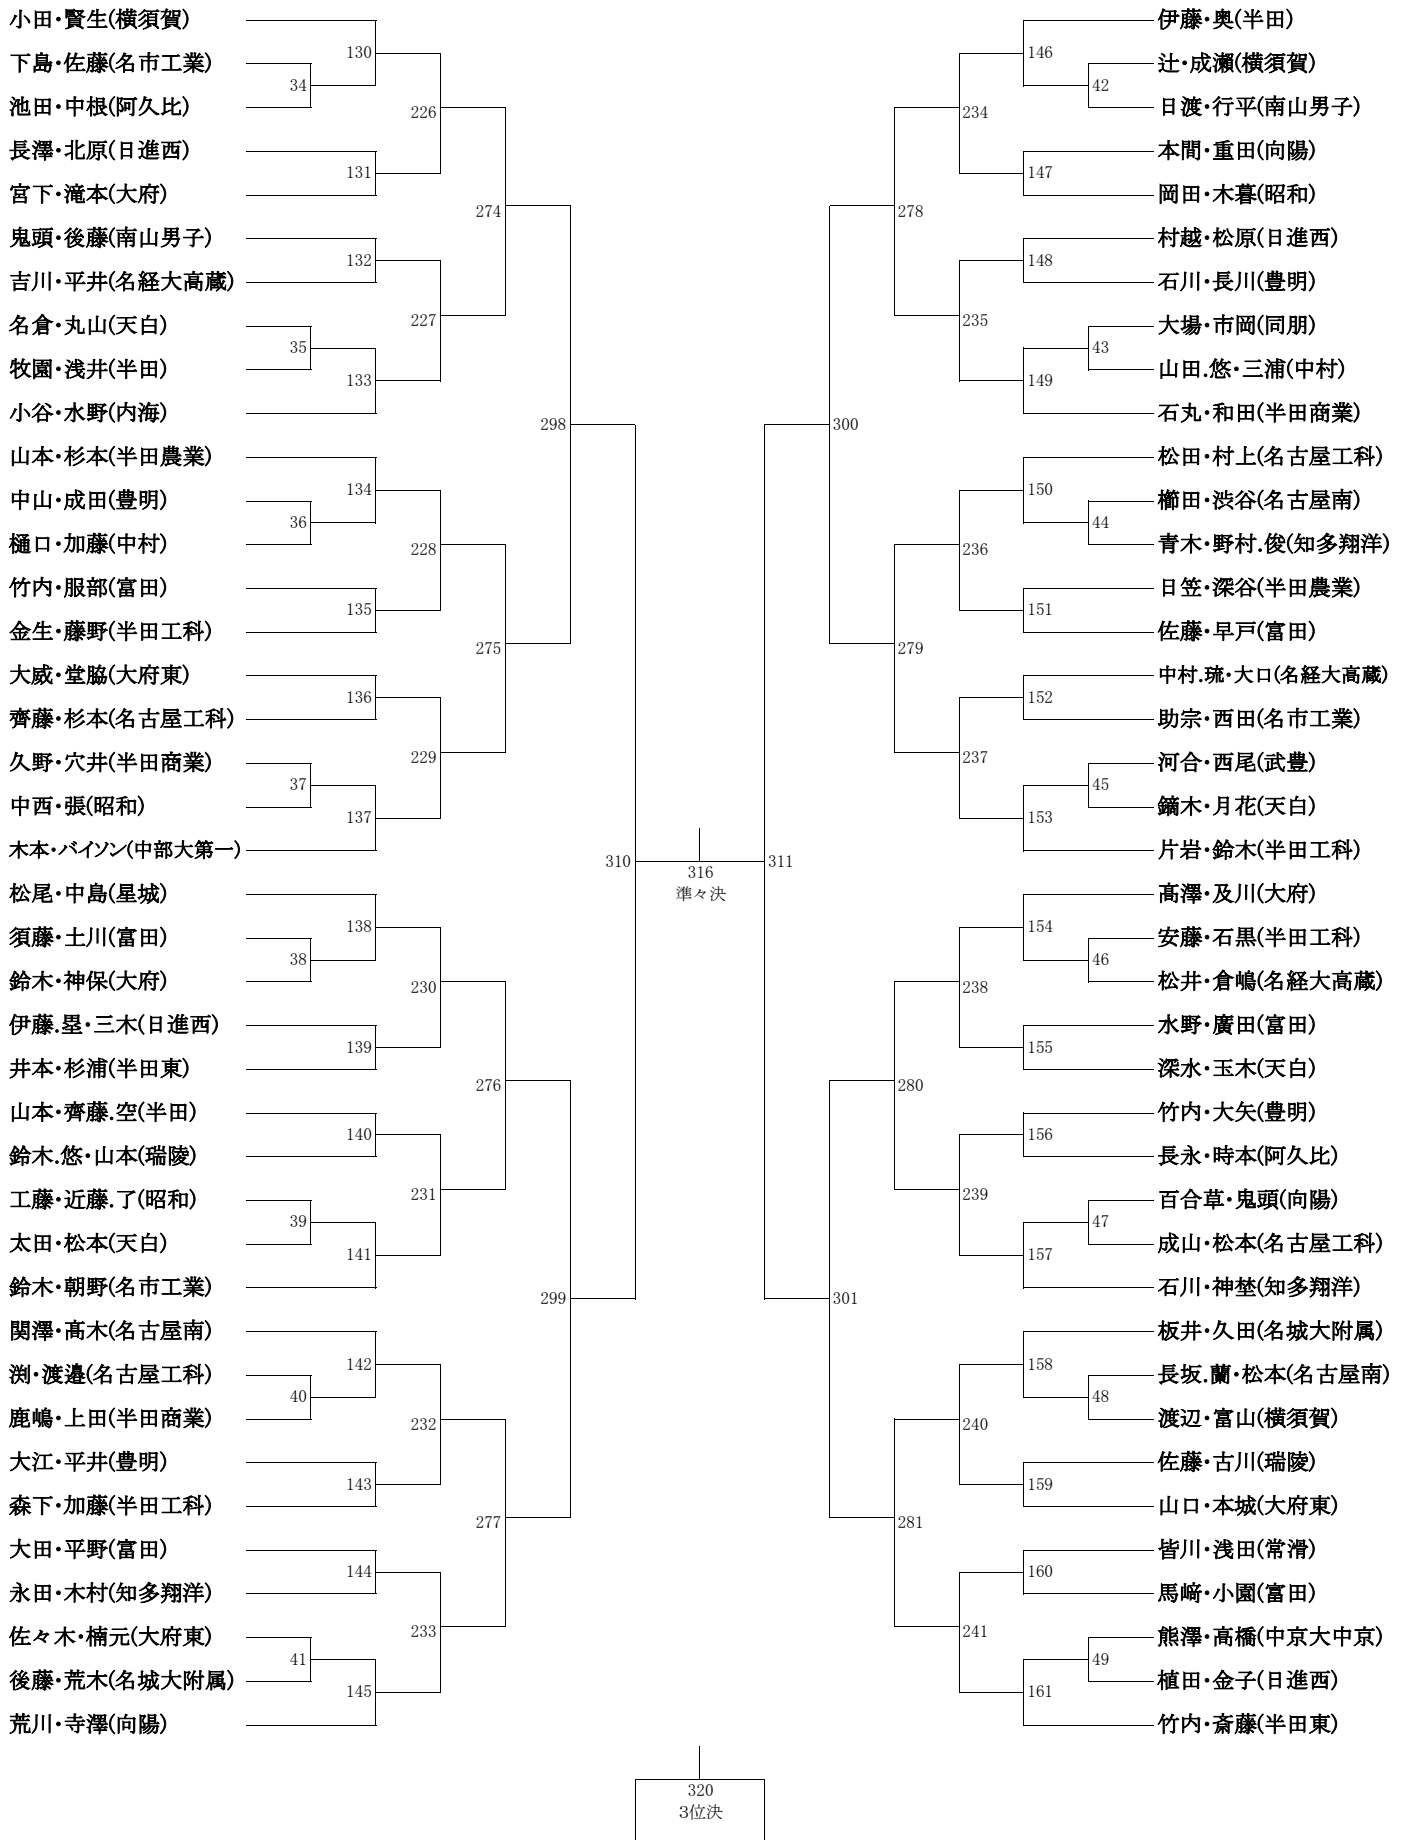 小田・賢生(横須賀)
下島・佐藤(名市工業)
池田・中根(阿久比)
長澤・北原(日進西)
宮下・滝本(大府)
鬼頭・後藤(南山男子)
吉川・平井(名経大高蔵)
名倉・丸山(天白)
牧園・浅井(半田)
小谷・水野(内海)
山本・杉本(半田農業)
中山・成田(豊明)
樋口・加藤(中村)
竹内・服部(富田)
金生・藤野(半田工科)
大威・堂脇(大府東)
齊藤・杉本(名古屋工科)
久野・穴井(半田商業)
中西・張(昭和)
木本・バイソン(中部大第一)
松尾・中島(星城)
須藤・土川(富田)
鈴木・神保(大府)
伊藤.塁・三木(日進西)
井本・杉浦(半田東)
山本・齊藤.空(半田)
鈴木.悠・山本(瑞陵)
工藤・近藤.了(昭和)
太田・松本(天白)
鈴木・朝野(名市工業)
関澤・髙木(名古屋南)
渕・渡邉(名古屋工科)
鹿嶋・上田(半田商業)
大江・平井(豊明)
森下・加藤(半田工科)
大田・平野(富田)
永田・木村(知多翔洋)
佐々木・楠元(大府東)
後藤・荒木(名城大附属)
荒川・寺澤(向陽)
34
35
36
37
38
39
40
41
130
131
132
133
134
135
136
137
138
139
140
141
142
143
144
145
226
227
228
229
230
231
232
233
274
275
276
277
298
299
310
316
準々決
320
3位決
311
300
301
278
279
280
281
234
235
236
237
238
239
240
241
146
147
148
149
150
151
152
153
154
155
156
157
158
159
160
161
42
43
44
45
46
47
48
49
伊藤・奥(半田)
辻・成瀬(横須賀)
日渡・行平(南山男子)
本間・重田(向陽)
岡田・木暮(昭和)
村越・松原(日進西)
石川・長川(豊明)
大場・市岡(同朋)
山田.悠・三浦(中村)
石丸・和田(半田商業)
松田・村上(名古屋工科)
櫛田・渋谷(名古屋南)
青木・野村.俊(知多翔洋)
日笠・深谷(半田農業)
佐藤・早戸(富田)
中村.琉・大口(名経大高蔵)
助宗・西田(名市工業)
河合・西尾(武豊)
鏑木・月花(天白)
片岩・鈴木(半田工科)
髙澤・及川(大府)
安藤・石黒(半田工科)
松井・倉嶋(名経大高蔵)
水野・廣田(富田)
深水・玉木(天白)
竹内・大矢(豊明)
長永・時本(阿久比)
百合草・鬼頭(向陽)
成山・松本(名古屋工科)
石川・神埜(知多翔洋)
板井・久田(名城大附属)
長坂.蘭・松本(名古屋南)
渡辺・富山(横須賀)
佐藤・古川(瑞陵)
山口・本城(大府東)
皆川・浅田(常滑)
馬﨑・小園(富田)
熊澤・高橋(中京大中京)
植田・金子(日進西)
竹内・斎藤(半田東)